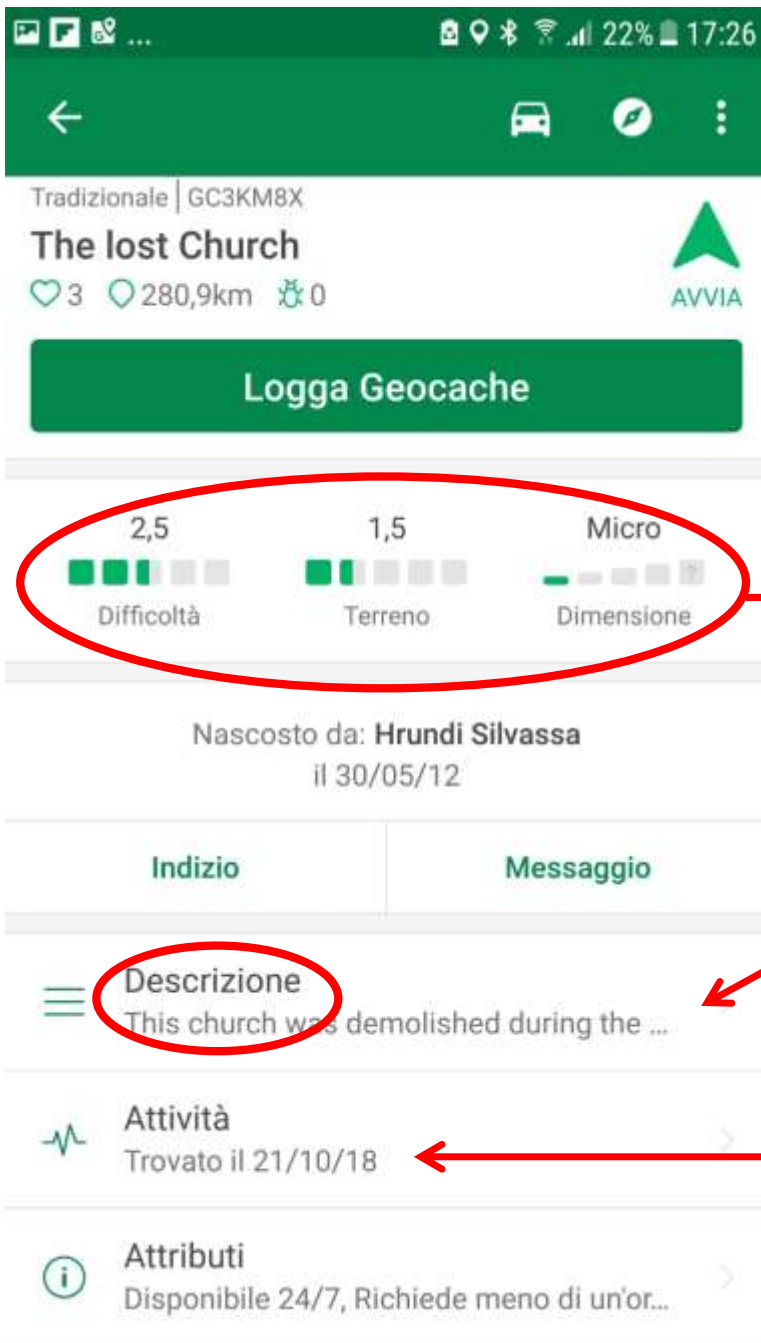 ... 22% 17:26
Tradizionale | GC3KM8X
The lost Church
3 280,9km 0
AVVIA
Logga Geocache
2,5 1,5 Micro
?
Difficoltà Terreno Dimensione
Nascosto da: Hrundi Silvassa
il 30/05/12
Indizio Messaggio
Descrizione
This church was demolished during the ...
Attività
Trovato il 21/10/18
Attributi
Disponibile 24/7, Richiede meno di un'or...